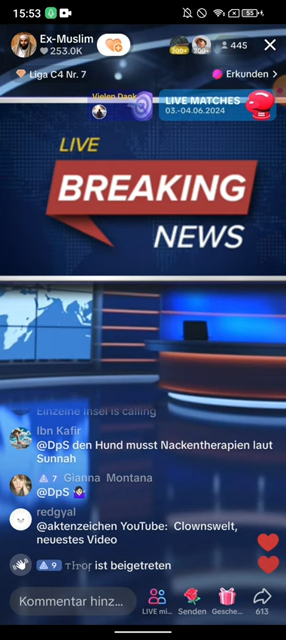 15:53
Ex-Muslim
253.0K
700+
700+
445
Liga C4 Nr. 7
Erkunden >
Vielen Dank
LIVE MATCHES
03.-04.06.2024
LIVE
BREAKING
NEWS
Einzelne Insel is calling
Ibn Kafir
@DpS den Hund musst Nackentherapien laut
Sunnah
7 Gianna Montana
@DpS
redgyal
@aktenzeichen YouTube: Clownswelt,
neuestes Video
9 ist beigetreten
Kommentar hinz...
LIVE mi...
Senden
Gesche...
613